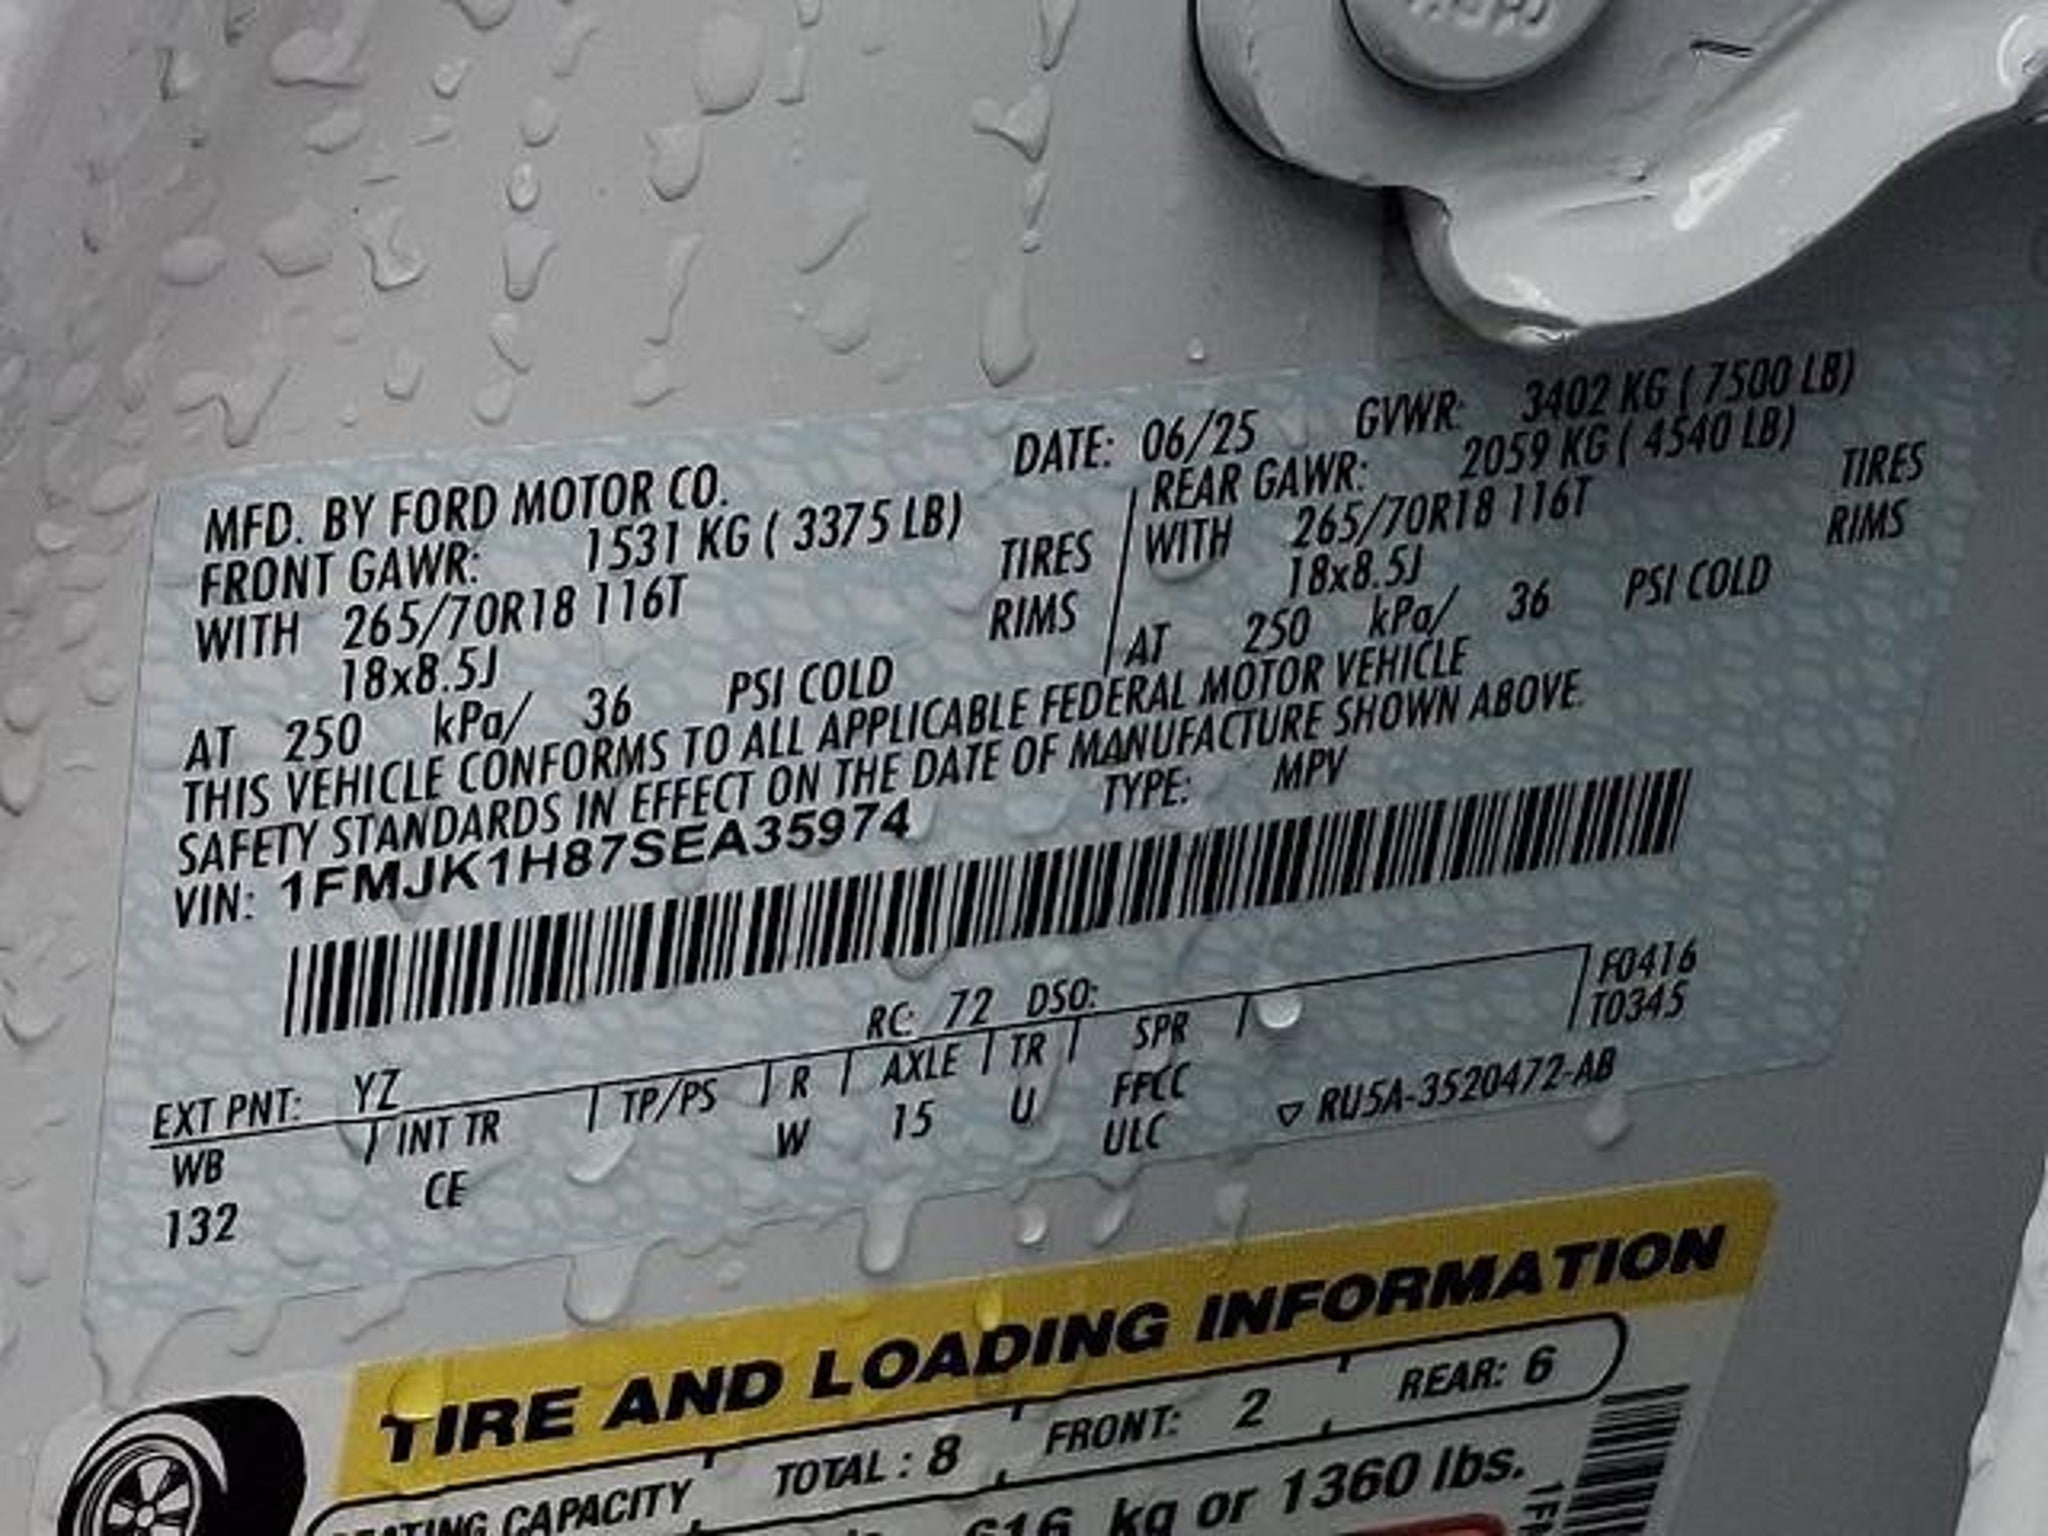 MFD. BY FORD MOTOR CO.
DATE: 06/25 GVWR: 3402 KG ( 7500 LB)
FRONT GAWR: 1531 KG ( 3375 LB)
REAR GAWR: 2059 KG ( 4540 LB)
WITH 265/70R18 116T TIRES
WITH 265/70R18 116T TIRES
18x8.5J RIMS
18x8.5J RIMS
AT 250 kPa/ 36 PSI COLD
AT 250 kPa/ 36 PSI COLD
THIS VEHICLE CONFORMS TO ALL APPLICABLE FEDERAL MOTOR VEHICLE
SAFETY STANDARDS IN EFFECT ON THE DATE OF MANUFACTURE SHOWN ABOVE.
VIN: 1FMJK1H87SEA35974 TYPE: MPV
F0416
T0345
EXT PNT: YZ RC: 72 DSO:
WB INT TR TP/PS R AXLE TR SPR
132 CE W 15 U FFCC
ULC
RU5A-3520472-AB
TIRE AND LOADING INFORMATION
SEATING CAPACITY TOTAL : 8 FRONT: 2 REAR: 6
kg or 1360 lbs.